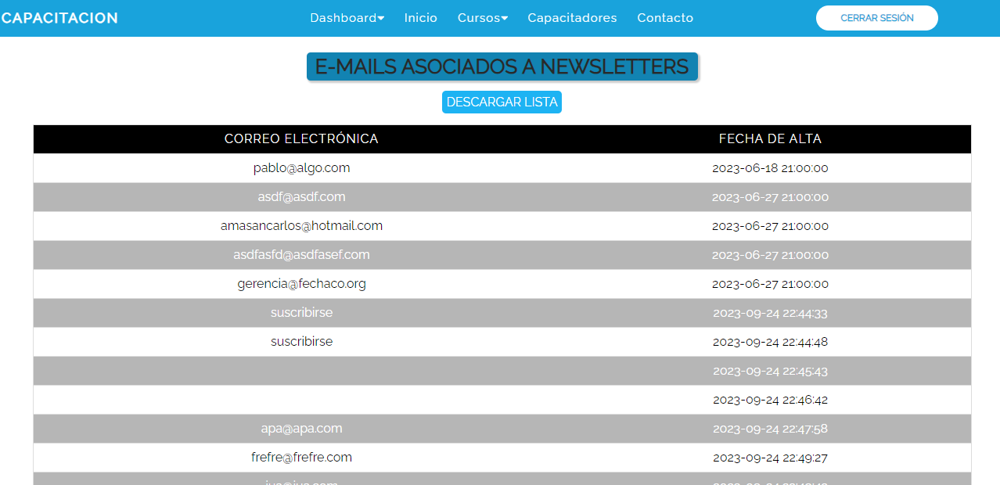 CAPACITACION Dashboard Inicio Cursos Capacitadores Contacto CERRAR SESIÓN
E-MAILS ASOCIADOS A NEWSLETTERS
DESCARGAR LISTA
CORREO ELECTRÓNICA FECHA DE ALTA
pablo@algo.com 2023-06-18 21:00:00
asdf@asdf.com 2023-06-27 21:00:00
amasancarlos@hotmail.com 2023-06-27 21:00:00
asdfasfd@asdfasef.com 2023-06-27 21:00:00
gerencia@fechaco.org 2023-06-27 21:00:00
suscribirse 2023-09-24 22:44:33
suscribirse 2023-09-24 22:44:48
2023-09-24 22:45:43
2023-09-24 22:46:42
apa@apa.com 2023-09-24 22:47:58
frefre@frefre.com 2023-09-24 22:49:27